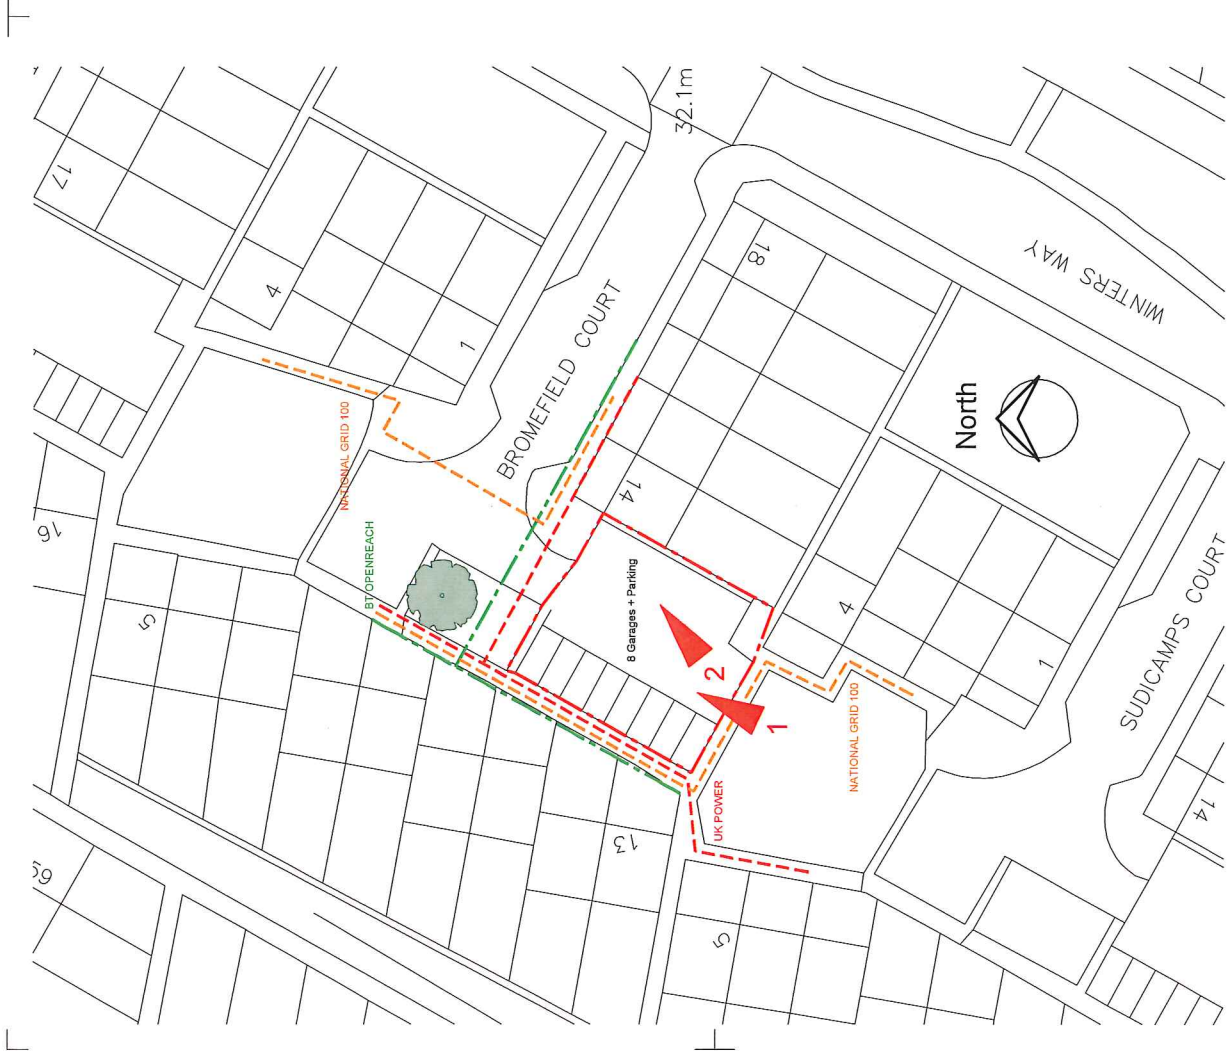 32.1m
17
4
1
BROMEFIELD COURT
18
WINTERS WAY
NATIONAL GRID 100
North
14
16
BT/OPENREACH
5
8 Garages + Parking
4
1
SUDICAMPS COURT
2
1
NATIONAL GRID 100
UK POWER
13
14
59
5